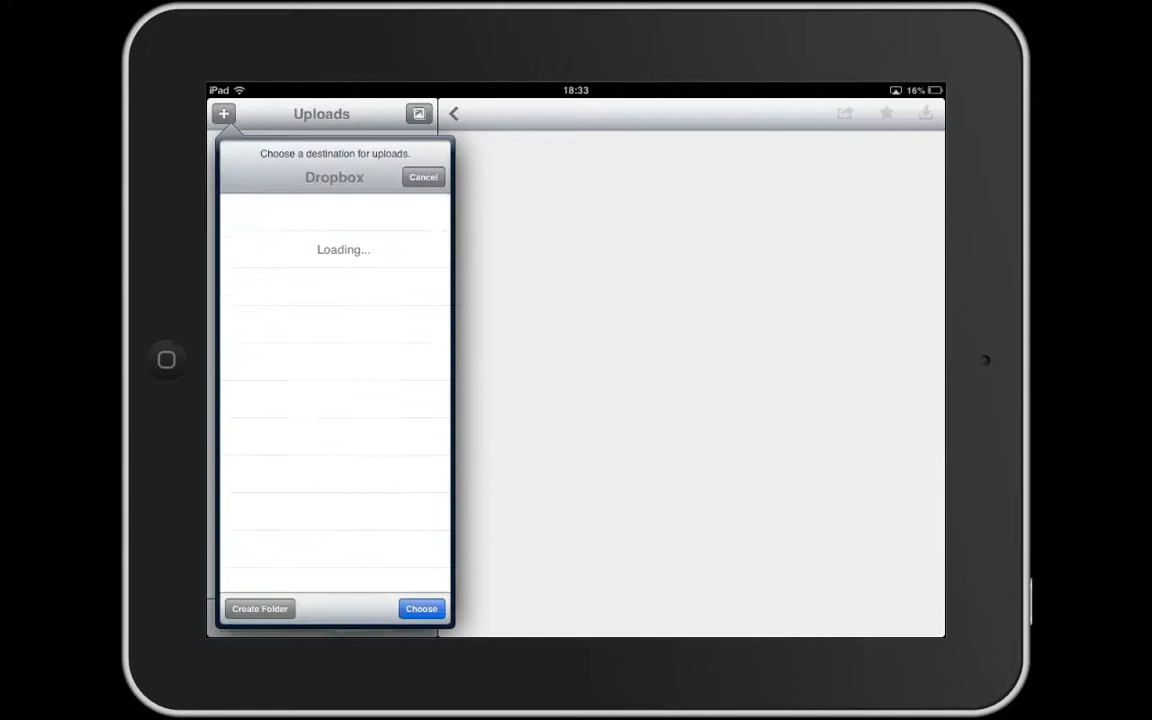 iPad 18:33 16%
Uploads
Choose a destination for uploads.
Dropbox Cancel
Loading...
Create Folder Choose